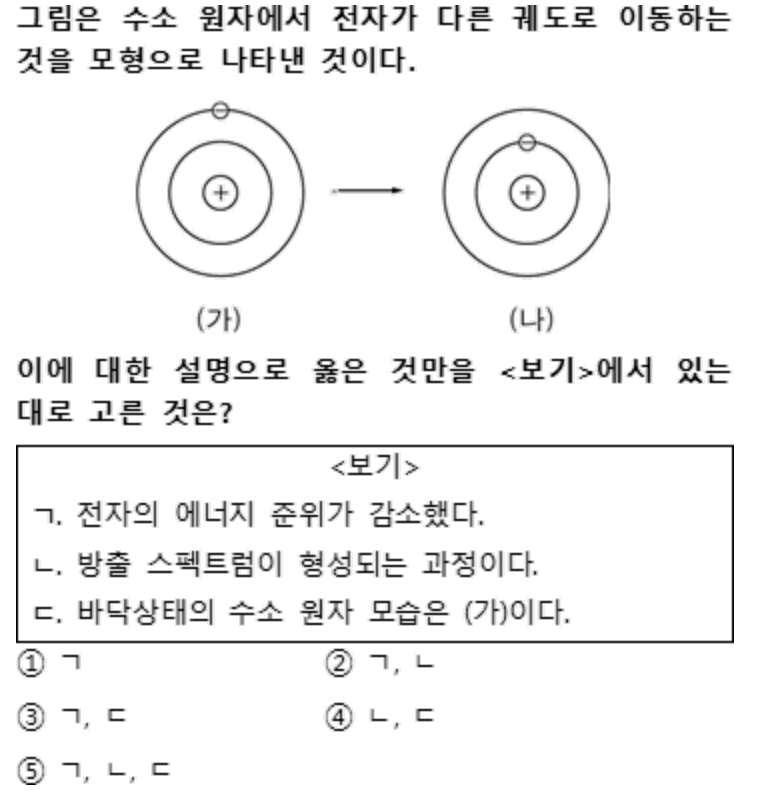 그림은 수소 원자에서 전자가 다른 궤도로 이동하는
것을 모형으로 나타낸 것이다.
(가) (나)
이에 대한 설명으로 옳은 것만을 <보기>에서 있는
대로 고른 것은?
<보기>
ㄱ. 전자의 에너지 준위가 감소했다.
ㄴ. 방출 스펙트럼이 형성되는 과정이다.
ㄷ. 바닥상태의 수소 원자 모습은 (가)이다.
① ㄱ ② ㄱ, ㄴ
③ ㄱ, ㄷ ④ ㄴ, ㄷ
⑤ ㄱ, ㄴ, ㄷ